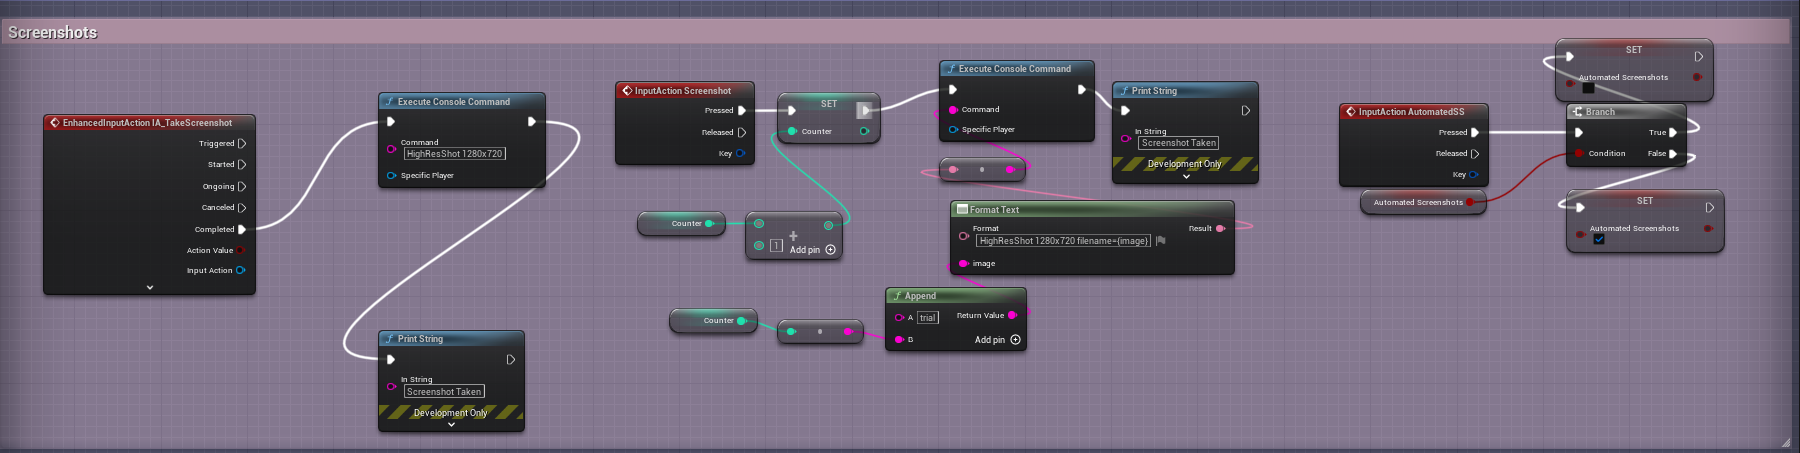 Screenshots
EnhancedInputAction IA_TakeScreenshot
Triggered
Started
Ongoing
Canceled
Completed
Action Value
Input Action
Execute Console Command
Command
HighResShot 1280x720
Specific Player
Print String
In String
Screenshot Taken
Development Only
InputAction Screenshot
Pressed
Released
Key
SET
Counter
Counter
1
Add pin
Counter
Execute Console Command
Command
Specific Player
Print String
In String
Screenshot Taken
Development Only
Format Text
Format
HighResShot 1280x720 filename={image}
Result
image
Append
A trial
Return Value
B
Add pin
InputAction AutomatedSS
Pressed
Released
Key
Automated Screenshots
SET
Automated Screenshots
Branch
True
Condition
False
SET
Automated Screenshots